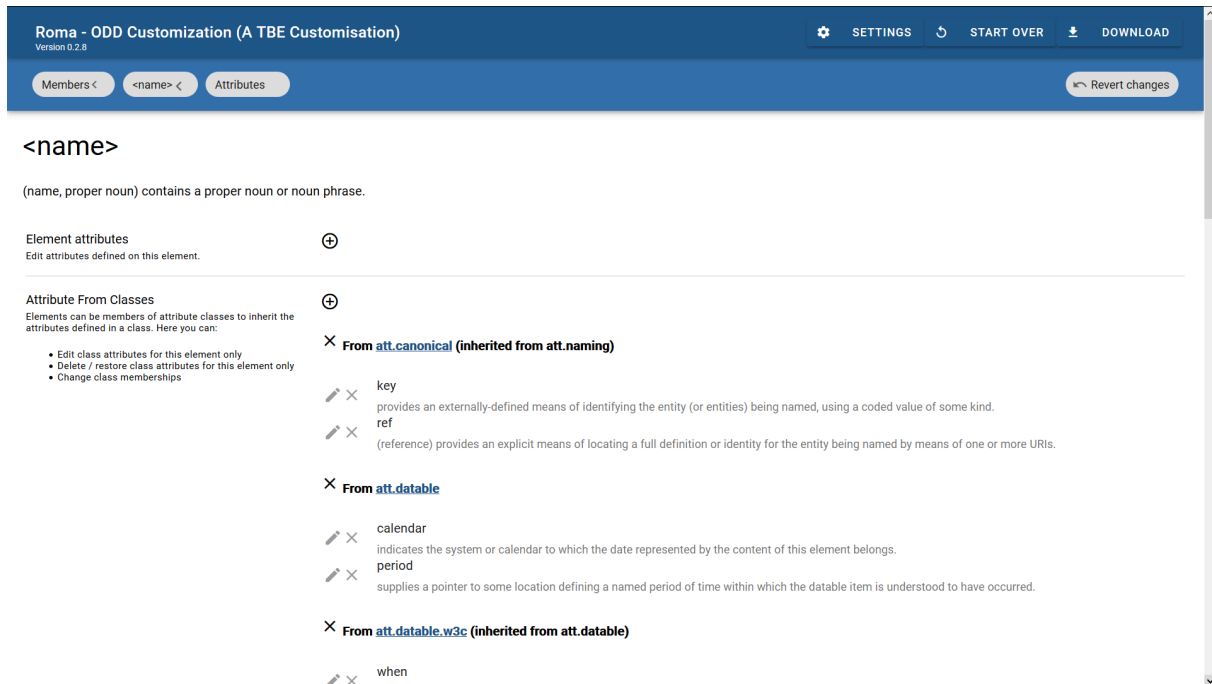 Roma - ODD Customization (A TBE Customisation)
Version 0.2.8
SETTINGS
START OVER
DOWNLOAD
Members <
<name> <
Attributes
Revert changes
<name>
(name, proper noun) contains a proper noun or noun phrase.
Element attributes
Edit attributes defined on this element.
Attribute From Classes
Elements can be members of attribute classes to inherit the
attributes defined in a class. Here you can:
• Edit class attributes for this element only
• Delete / restore class attributes for this element only
• Change class memberships
From att.canonical (inherited from att.naming)
key
provides an externally-defined means of identifying the entity (or entities) being named, using a coded value of some kind.
ref
(reference) provides an explicit means of locating a full definition or identity for the entity being named by means of one or more URIs.
From att.datable
calendar
indicates the system or calendar to which the date represented by the content of this element belongs.
period
supplies a pointer to some location defining a named period of time within which the datable item is understood to have occurred.
From att.datable.w3c (inherited from att.datable)
when